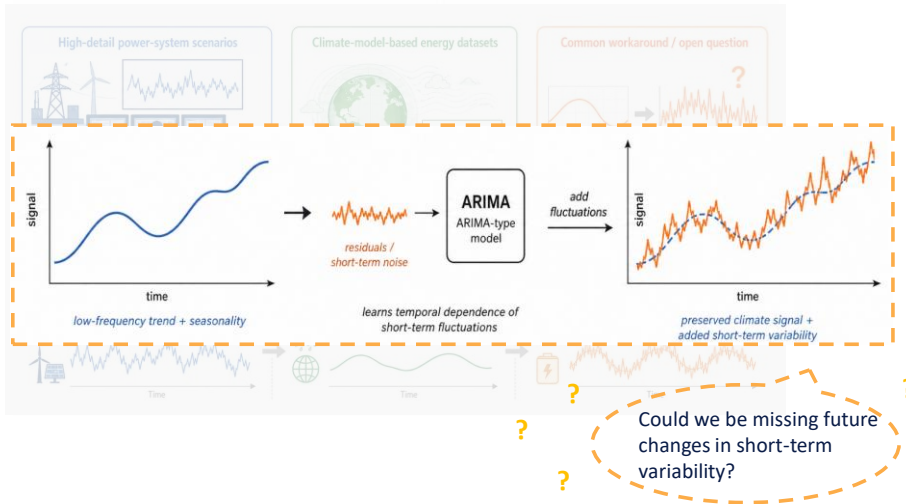 High-detail power-system scenarios
Climate-model-based energy datasets
Common workaround / open question
?
signal
time
low-frequency trend + seasonality
residuals /
short-term noise
ARIMA
ARIMA-type
model
learns temporal dependence of
short-term fluctuations
add
fluctuations
signal
time
preserved climate signal +
added short-term variability
Time
Time
Time
?
?
?
Could we be missing future
changes in short-term
variability?